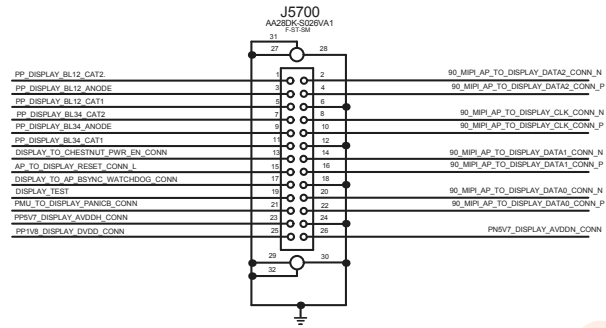 J5700
AA28DK-S026VA1
F-ST-SM
31
27 28
PP_DISPLAY_BL12_CAT2. 1 2 90_MIPI_AP_TO_DISPLAY_DATA2_CONN_N
PP_DISPLAY_BL12_ANODE 3 4 90_MIPI_AP_TO_DISPLAY_DATA2_CONN_P
PP_DISPLAY_BL12_CAT1 5 6
PP_DISPLAY_BL34_CAT2 7 8 90_MIPI_AP_TO_DISPLAY_CLK_CONN_N
PP_DISPLAY_BL34_ANODE 9 10 90_MIPI_AP_TO_DISPLAY_CLK_CONN_P
PP_DISPLAY_BL34_CAT1 11 12
DISPLAY_TO_CHESTNUT_PWR_EN_CONN 13 14 90_MIPI_AP_TO_DISPLAY_DATA1_CONN_N
AP_TO_DISPLAY_RESET_CONN_L 15 16 90_MIPI_AP_TO_DISPLAY_DATA1_CONN_P
DISPLAY_TO_AP_BSYNC_WATCHDOG_CONN 17 18
DISPLAY_TEST 19 20 90_MIPI_AP_TO_DISPLAY_DATA0_CONN_N
PMU_TO_DISPLAY_PANICB_CONN 21 22 90_MIPI_AP_TO_DISPLAY_DATA0_CONN_P
PP5V7_DISPLAY_AVDDH_CONN 23 24
PP1V8_DISPLAY_DVDD_CONN 25 26 PN5V7_DISPLAY_AVDDN_CONN
29 30
32